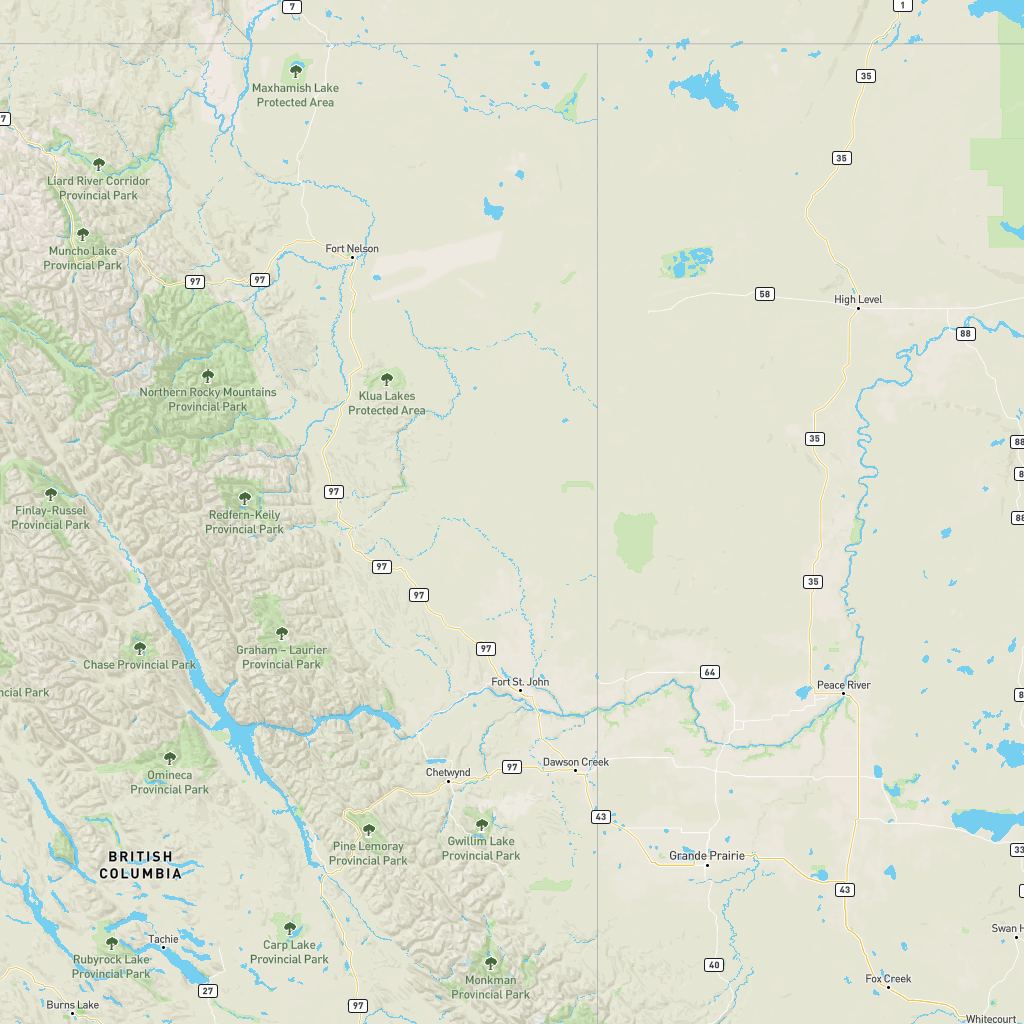 7
1
35
Maxhamish Lake
Protected Area
7
35
Liard River Corridor
Provincial Park
Muncho Lake
Provincial Park
Fort Nelson
97
97
58
High Level
88
Northern Rocky Mountains
Provincial Park
Klua Lakes
Protected Area
35
88
8
97
Finlay-Russel
Provincial Park
Redfern-Keily
Provincial Park
88
97
35
97
97
Graham – Laurier
Provincial Park
Chase Provincial Park
64
Fort St. John
Peace River
ncial Park
8
97
Dawson Creek
Omineca
Provincial Park
Chetwynd
43
Pine Lemoray
Provincial Park
Gwillim Lake
Provincial Park
33
BRITISH
COLUMBIA
Grande Prairie
43
Tachie
Carp Lake
Provincial Park
Swan H
Rubyrock Lake
Provincial Park
40
Monkman
Provincial Park
Fox Creek
27
97
Burns Lake
Whitecourt